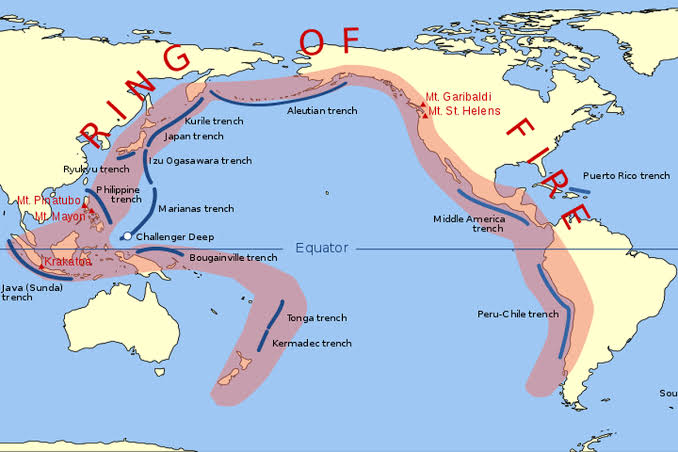 RING OF FIRE
Mt. Garibaldi
Mt. St. Helens
Aleutian trench
Kurile trench
Japan trench
Izu Ogasawara trench
Ryukyu trench
Puerto Rico trench
Philippine
trench
Mt. Pinatubo
Mt. Mayon
Marianas trench
Middle America
trench
Challenger Deep
Equator
Bougainville trench
Krakatoa
Java (Sunda)
trench
Tonga trench
Peru-Chile trench
Kermadec trench
Sou